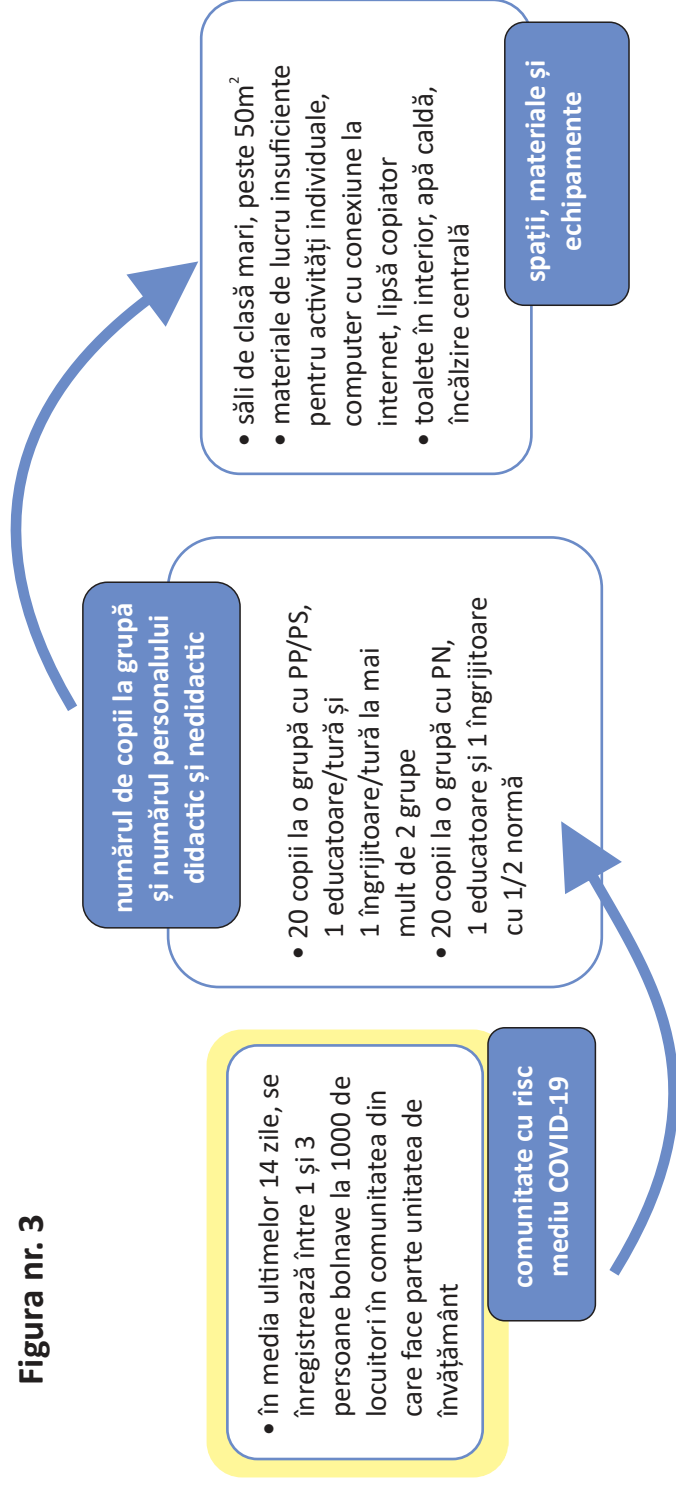 Figura nr. 3
• în media ultimelor 14 zile, se
înregistrează între 1 și 3
persoane bolnave la 1000 de
locuitori în comunitatea din
care face parte unitatea de
învățământ
comunitate cu risc
mediu COVID-19
numărul de copii la grupă
și numărul personalului
didactic și nedidactic
• 20 copii la o grupă cu PP/PS,
1 educatoare/tură și
1 îngrijitoare/tură la mai
mult de 2 grupe
• 20 copii la o grupă cu PN,
1 educatoare și 1 îngrijitoare
cu 1/2 normă
• săli de clasă mari, peste 50m²
• materiale de lucru insuficiente
pentru activități individuale,
computer cu conexiune la
internet, lipsă copiator
• toalete în interior, apă caldă,
încălzire centrală
spații, materiale și
echipamente